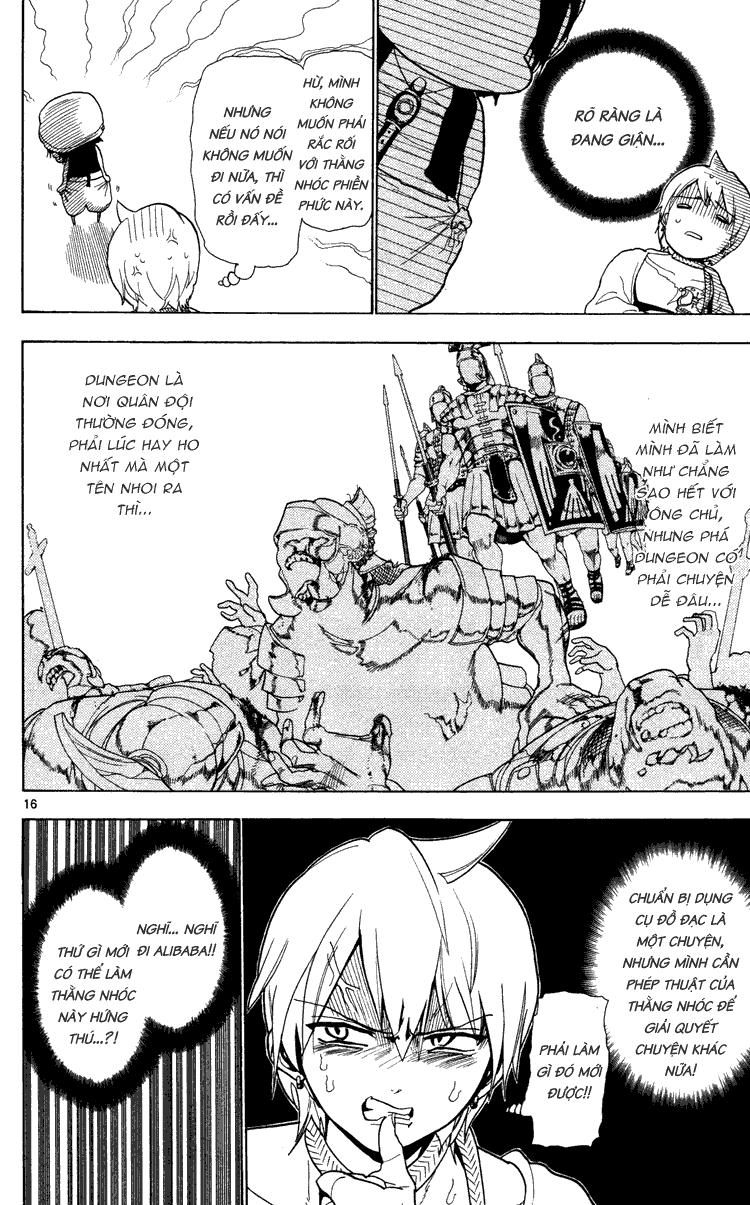 RÕ RÀNG LÀ
ĐANG GIẬN...
HỪ, MÌNH
KHÔNG
MUỐN PHẢI
RẮC RỐI
VỚI THẰNG
NHÓC PHIỀN
PHỨC NÀY.
NHƯNG
NẾU NÓ NÓI
KHÔNG MUỐN
ĐI NỮA, THÌ
CÓ VẤN ĐỀ
RỒI ĐẤY...
MÌNH BIẾT
MÌNH ĐÃ LÀM
NHƯ CHẲNG
SAO HẾT VỚI
ÔNG CHỦ,
NHƯNG PHÁ
DUNGEON CÓ
PHẢI CHUYỆN
DỄ ĐÂU...
DUNGEON LÀ
NƠI QUÂN ĐỘI
THƯỜNG ĐÓNG,
PHẢI LÚC HAY HO
NHẤT MÀ MỘT
TÊN NHOI RA
THÌ...
16
CHUẨN BỊ DỤNG
CỤ ĐỒ ĐẠC LÀ
MỘT CHUYỆN,
NHƯNG MÌNH CẦN
PHÉP THUẬT CỦA
THẰNG NHÓC ĐỂ
GIẢI QUYẾT
CHUYỆN KHÁC
NỮA!
PHẢI LÀM
GÌ ĐÓ MỚI
ĐƯỢC!!
NGHĨ... NGHĨ
ĐI ALIBABA!!
THỨ GÌ MỚI
CÓ THỂ LÀM
THẰNG NHÓC
NÀY HỨNG
THÚ...?!